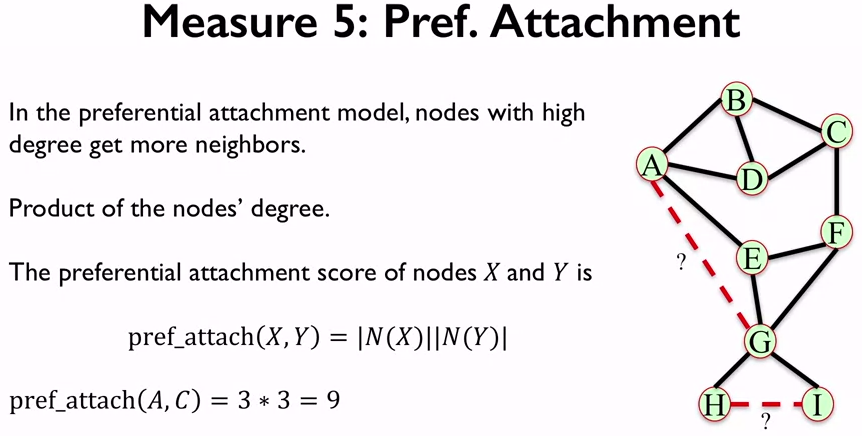 Measure 5: Pref. Attachment
In the preferential attachment model, nodes with high
degree get more neighbors.
Product of the nodes' degree.
The preferential attachment score of nodes 𝑋 and 𝑌 is
pref_attach(𝑋, 𝑌) = |𝑁(𝑋)||𝑁(𝑌)|
pref_attach(𝐴, 𝐶) = 3 ∗ 3 = 9
B
C
A
D
F
E
?
G
H
I
?